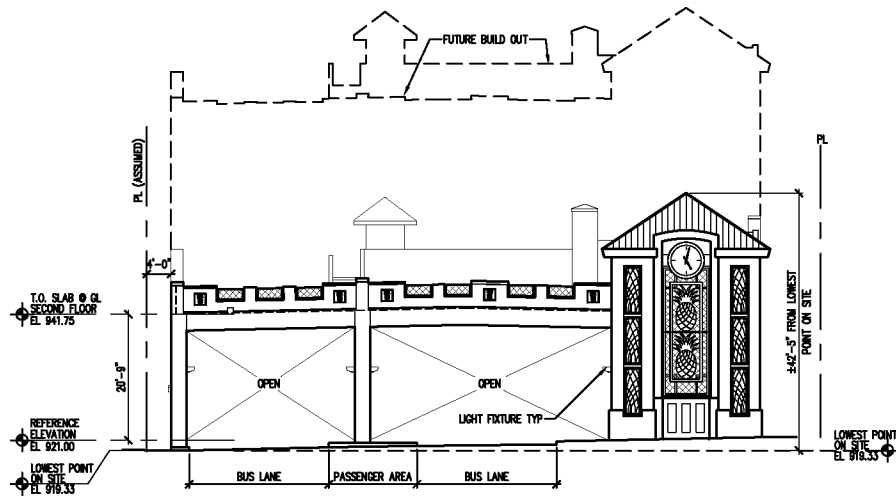 FUTURE BUILD OUT
PL (ASSUMED)
PL
4'-0"
T.O. SLAB @ GL
SECOND FLOOR
EL 941.75
20'-9"
OPEN
OPEN
±42'-5" FROM LOWEST
POINT ON SITE
LIGHT FIXTURE TYP
REFERENCE
ELEVATION
EL 921.00
LOWEST POINT
ON SITE
EL 919.33
LOWEST POINT
ON SITE
EL 919.33
BUS LANE
PASSENGER AREA
BUS LANE